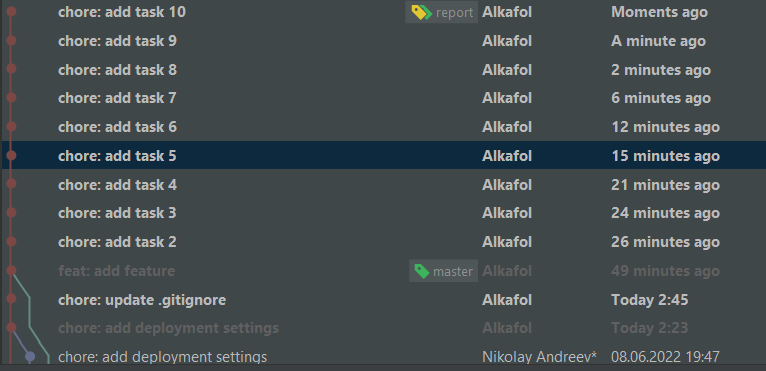 chore: add task 10 report Alkafol Moments ago
chore: add task 9 Alkafol A minute ago
chore: add task 8 Alkafol 2 minutes ago
chore: add task 7 Alkafol 6 minutes ago
chore: add task 6 Alkafol 12 minutes ago
chore: add task 5 Alkafol 15 minutes ago
chore: add task 4 Alkafol 21 minutes ago
chore: add task 3 Alkafol 24 minutes ago
chore: add task 2 Alkafol 26 minutes ago
feat: add feature master Alkafol 49 minutes ago
chore: update .gitignore Alkafol Today 2:45
chore: add deployment settings Alkafol Today 2:23
chore: add deployment settings Nikolay Andreev* 08.06.2022 19:47